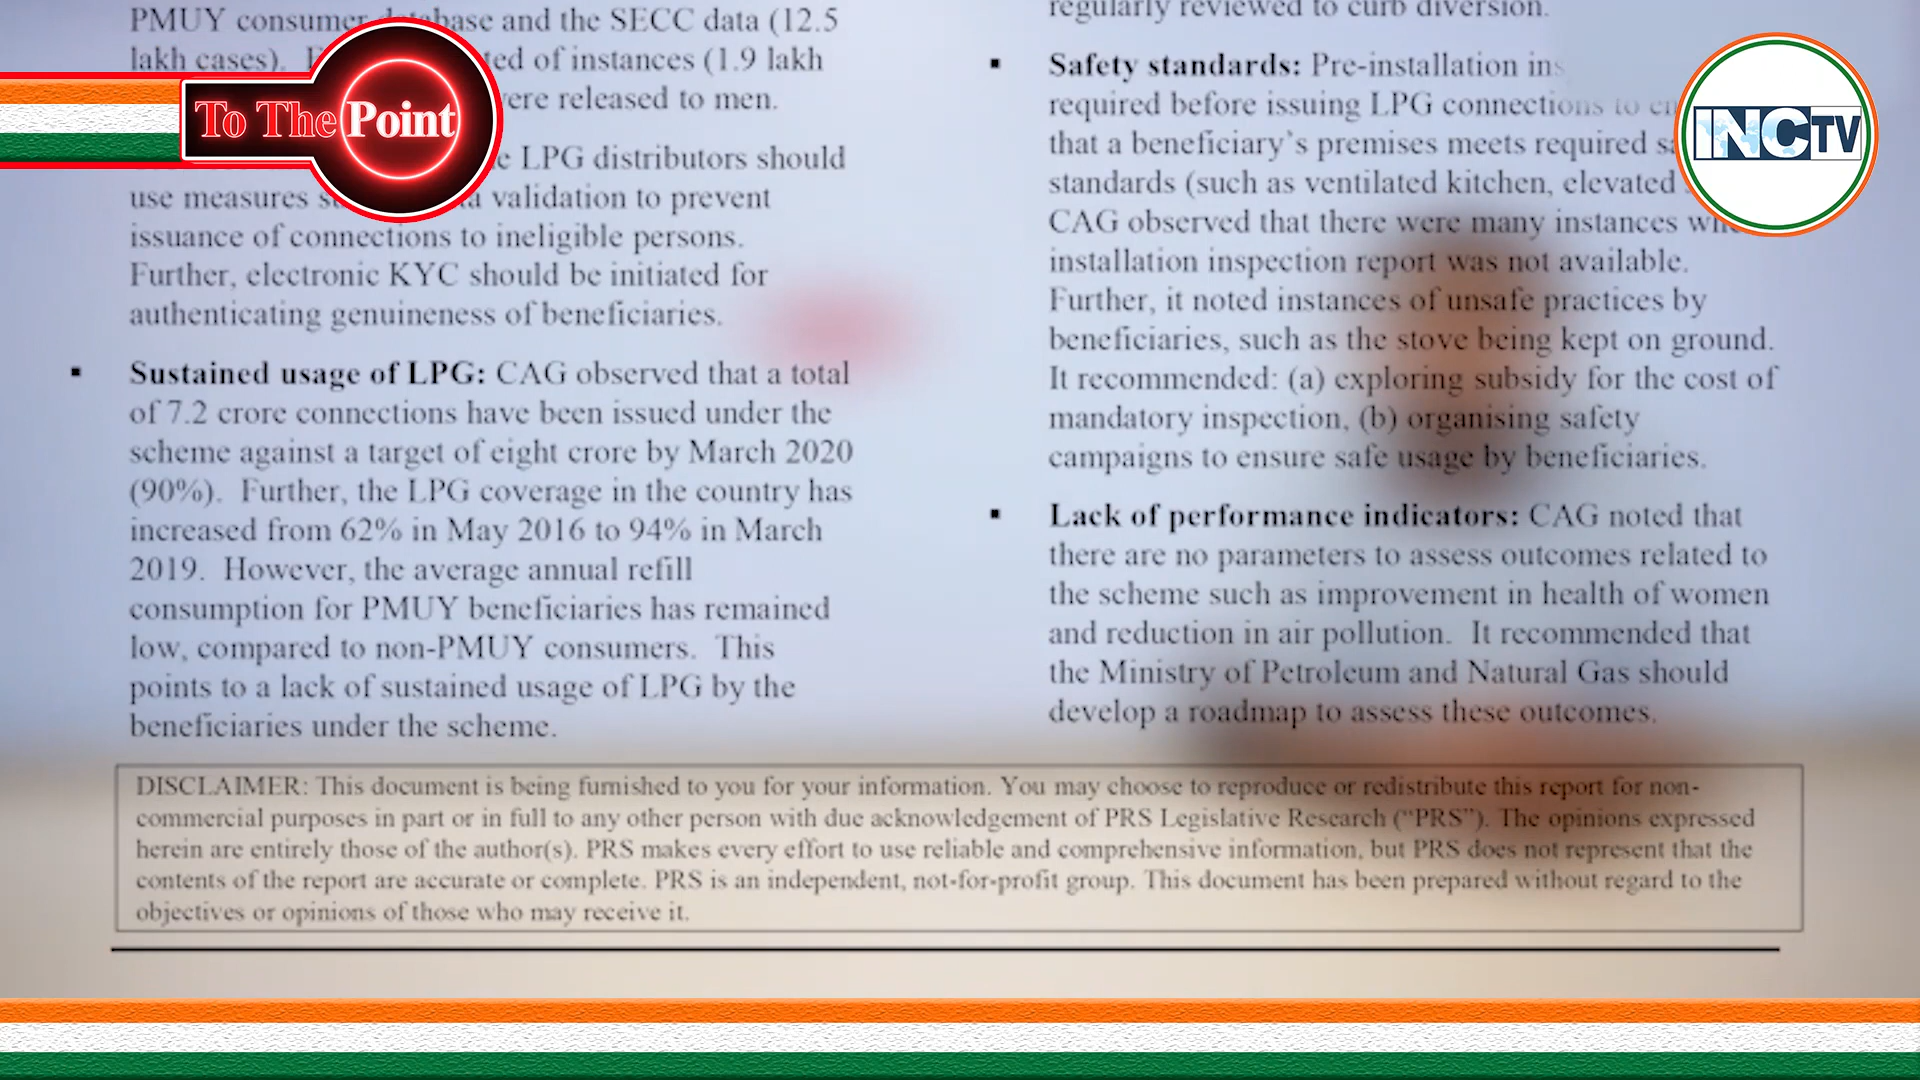 PMUY consumer database and the SECC data (12.5
lakh cases). ted of instances (1.9 lakh
ere released to men.
LPG distributors should
use measures validation to prevent
issuance of connections to ineligible persons.
Further, electronic KYC should be initiated for
authenticating genuineness of beneficiaries.
▪ Sustained usage of LPG: CAG observed that a total
of 7.2 crore connections have been issued under the
scheme against a target of eight crore by March 2020
(90%). Further, the LPG coverage in the country has
increased from 62% in May 2016 to 94% in March
2019. However, the average annual refill
consumption for PMUY beneficiaries has remained
low, compared to non-PMUY consumers. This
points to a lack of sustained usage of LPG by the
beneficiaries under the scheme.
regularly reviewed to curb diversion.
▪ Safety standards: Pre-installation ins
required before issuing LPG connections to en
that a beneficiary's premises meets required
standards (such as ventilated kitchen, elevated
CAG observed that there were many instances
installation inspection report was not available.
Further, it noted instances of unsafe practices by
beneficiaries, such as the stove being kept on ground.
It recommended: (a) exploring subsidy for the cost of
mandatory inspection, (b) organising safety
campaigns to ensure safe usage by beneficiaries.
▪ Lack of performance indicators: CAG noted that
there are no parameters to assess outcomes related to
the scheme such as improvement in health of women
and reduction in air pollution. It recommended that
the Ministry of Petroleum and Natural Gas should
develop a roadmap to assess these outcomes.
DISCLAIMER: This document is being furnished to you for your information. You may choose to reproduce or redistribute this report for non-
commercial purposes in part or in full to any other person with due acknowledgement of PRS Legislative Research ("PRS"). The opinions expressed
herein are entirely those of the author(s). PRS makes every effort to use reliable and comprehensive information, but PRS does not represent that the
contents of the report are accurate or complete. PRS is an independent, not-for-profit group. This document has been prepared without regard to the
objectives or opinions of those who may receive it.
To The Point
INCTV